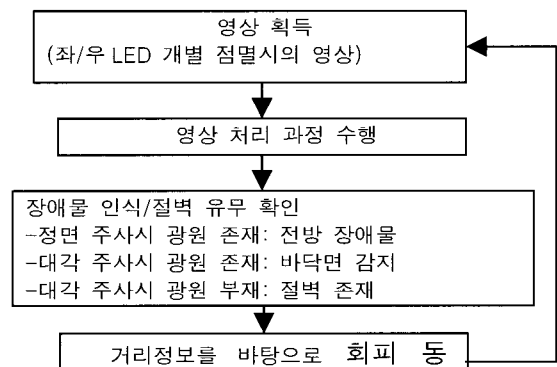 영상 획득
(좌/우 LED 개별 점멸시의 영상)
영상 처리 과정 수행
장애물 인식/절벽 유무 확인
-정면 주사시 광원 존재: 전방 장애물
-대각 주사시 광원 존재: 바닥면 감지
-대각 주사시 광원 부재: 절벽 존재
거리정보를 바탕으로 회피 동